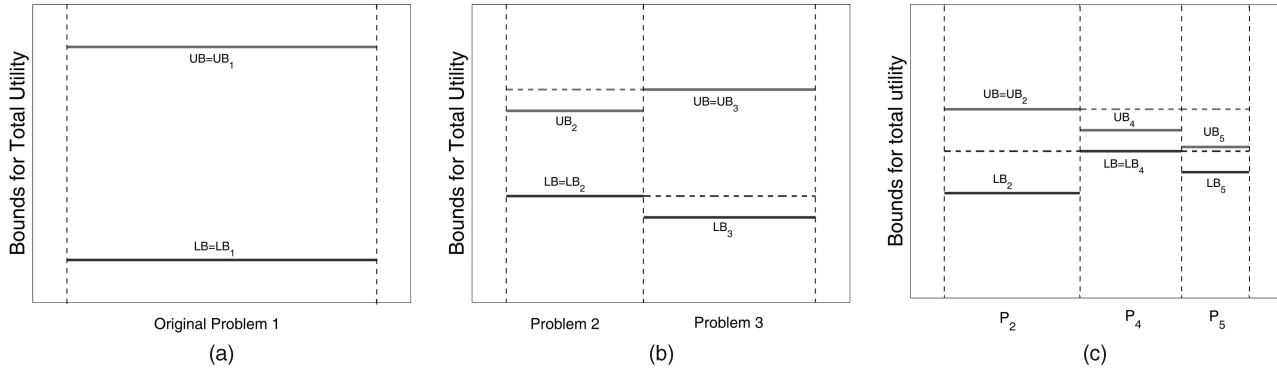 Bounds for Total Utility
UB=UB1
LB=LB1
Original Problem 1
(a)
Bounds for Total Utility
UB2
UB=UB3
LB=LB2
LB3
Problem 2
Problem 3
(b)
Bounds for total utility
UB=UB2
UB4
UB5
LB=LB4
LB2
LB5
P2
P4
P5
(c)